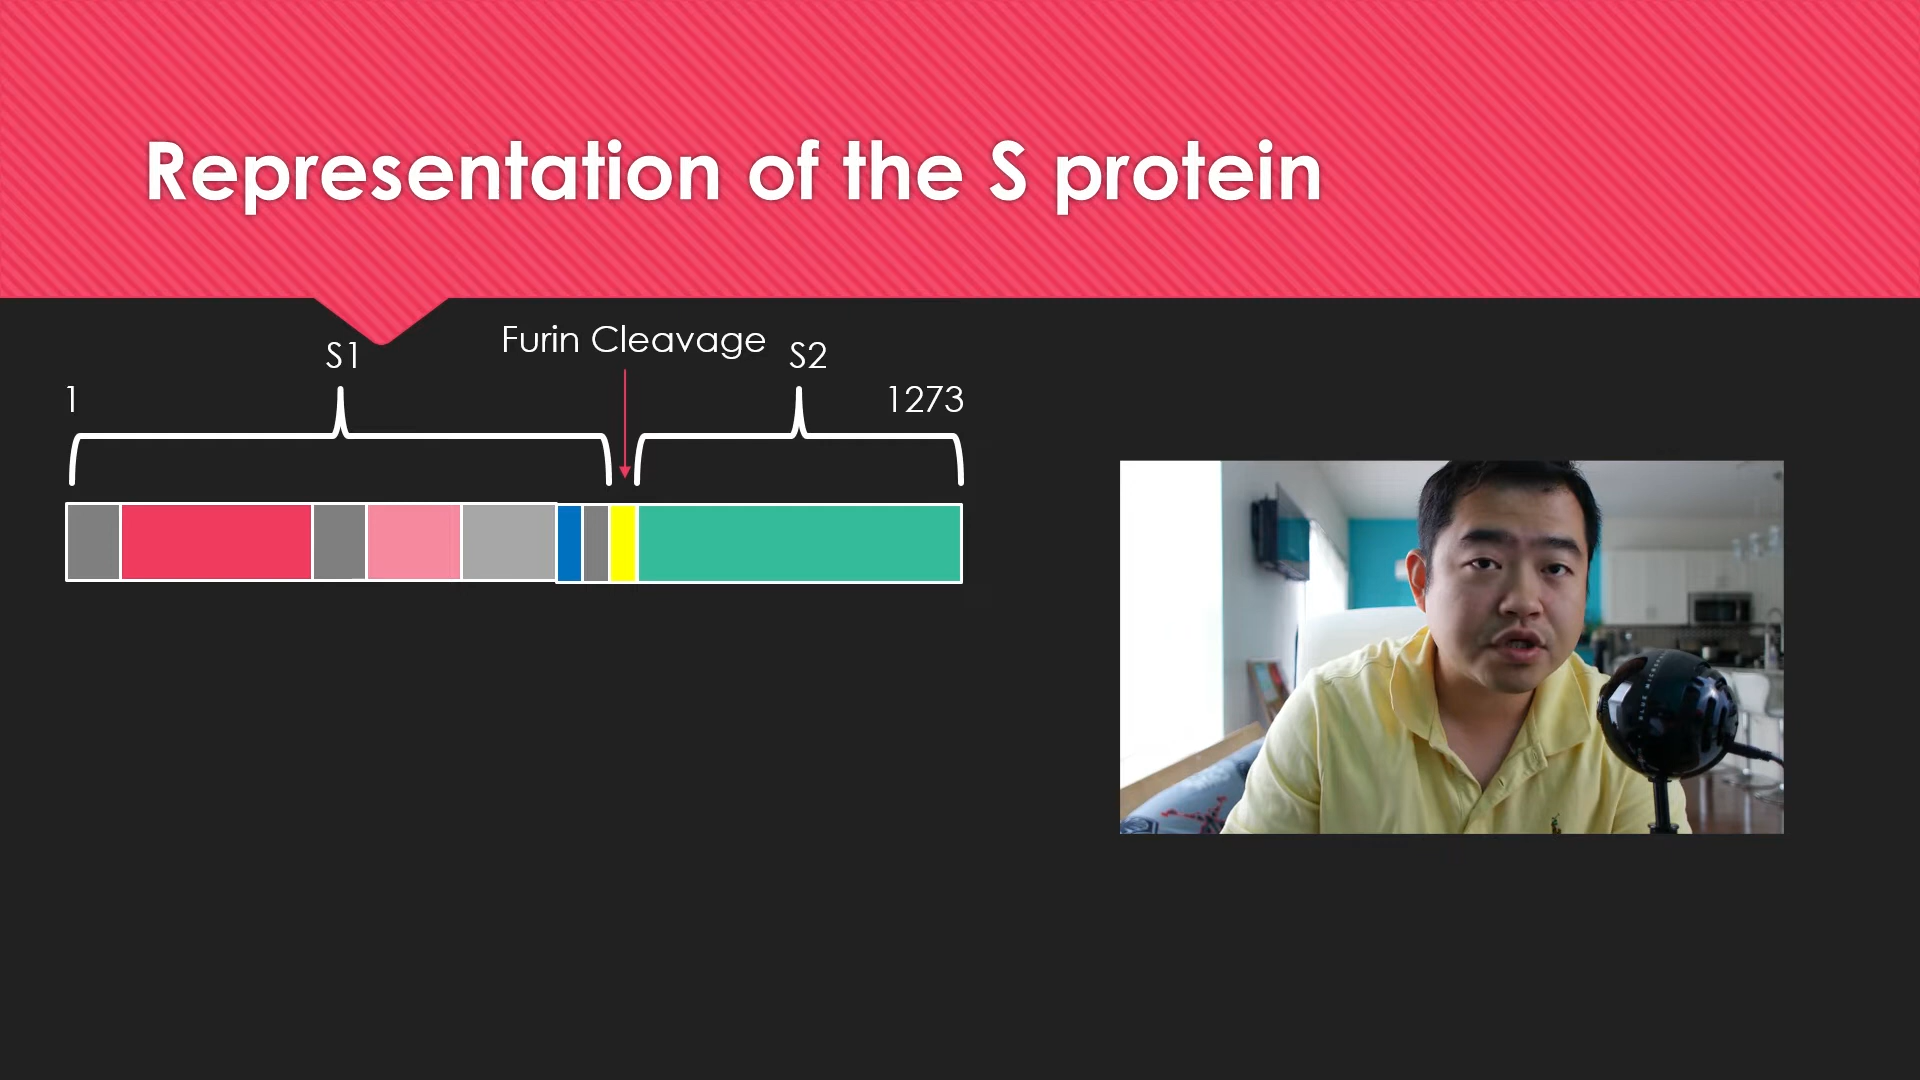 Representation of the S protein
Furin Cleavage
S1
S2
1
1273